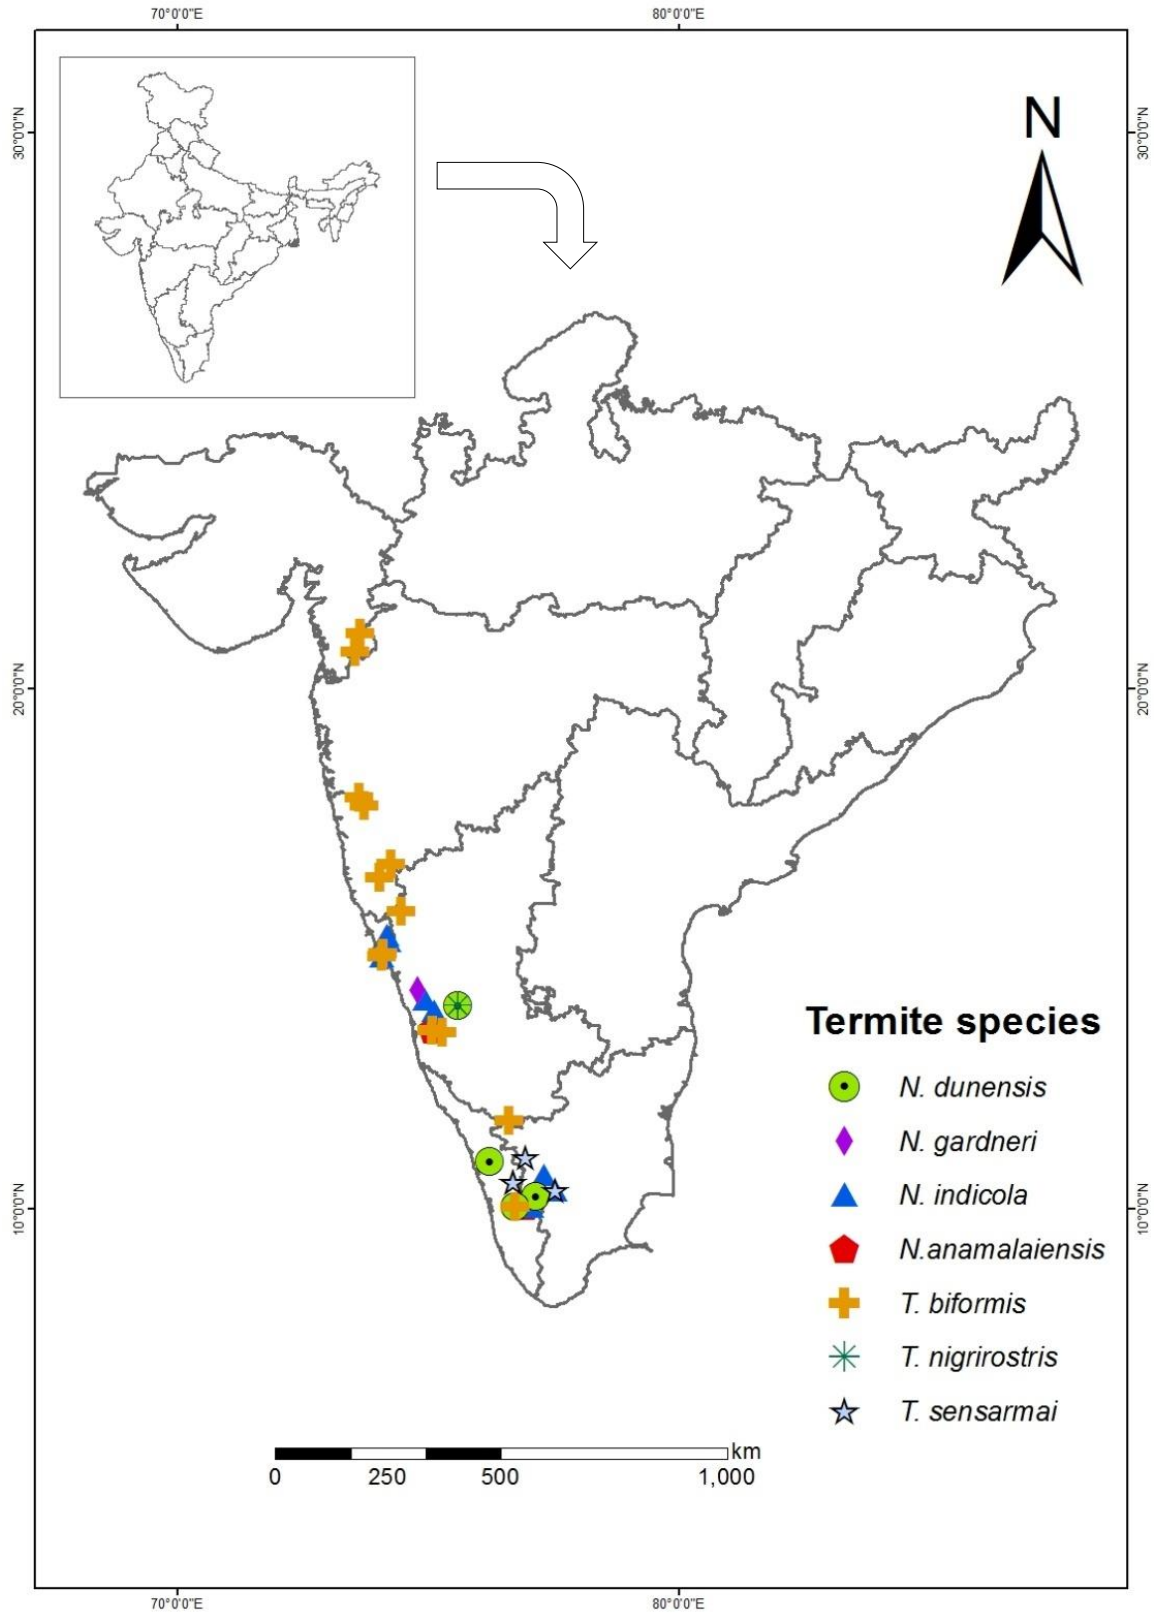 70°0'0"E 80°0'0"E
30°0'0"N 30°0'0"N
N
20°0'0"N 20°0'0"N
Termite species
N. dunensis
N. gardneri
N. indicola
10°0'0"N 10°0'0"N
N.anamalaiensis
T. biformis
T. nigrirostris
T. sensarmai
km
0 250 500 1,000
70°0'0"E 80°0'0"E